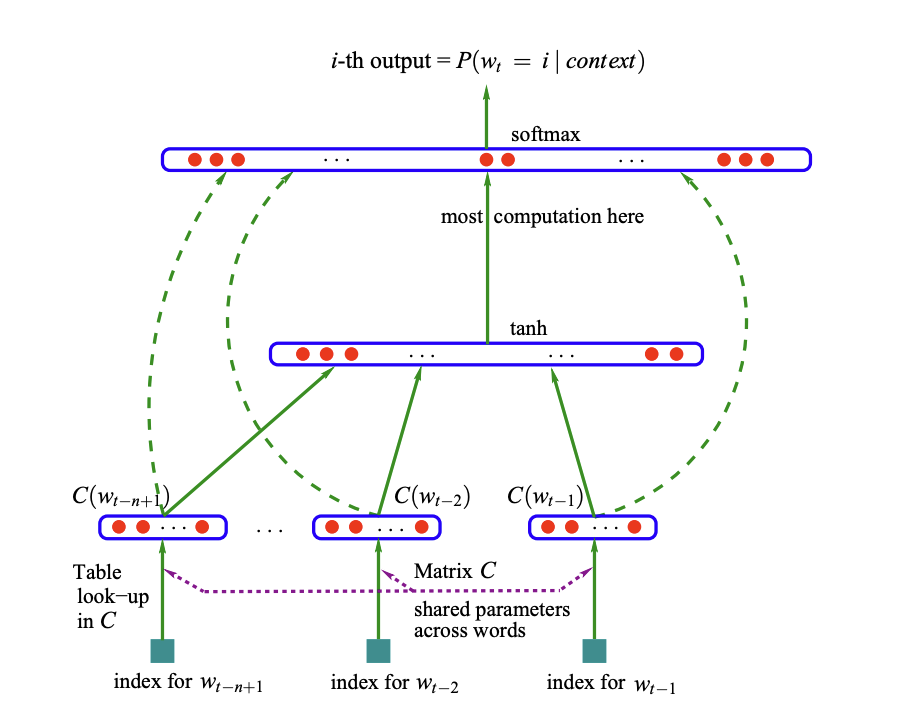 i-th output = P(w_t = i | context)
softmax
... ...
most computation here
tanh
... ...
C(w_{t−n+1}) C(w_{t−2}) C(w_{t−1})
... ... ... ...
Table
look−up
in C
Matrix C
shared parameters
across words
index for w_{t−n+1} index for w_{t−2} index for w_{t−1}